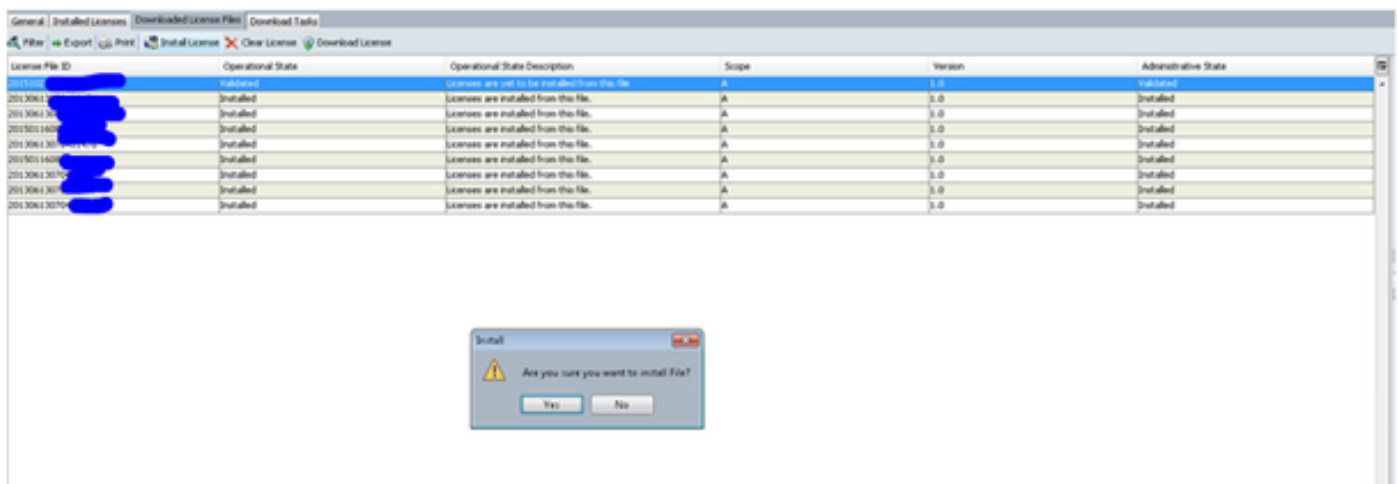 General Installed Licenses Downloaded License Files Download Tasks
Filter Export Print Install License Clear License Download License
License File ID Operational State Operational State Description Scope Version Administrative State
Validated Licenses are yet to be installed from this file A 1.0 Validated
Installed Licenses are installed from this file. A 1.0 Installed
Installed Licenses are installed from this file. A 1.0 Installed
Installed Licenses are installed from this file. A 1.0 Installed
Installed Licenses are installed from this file. A 1.0 Installed
Installed Licenses are installed from this file. A 1.0 Installed
Installed Licenses are installed from this file. A 1.0 Installed
Installed Licenses are installed from this file. A 1.0 Installed
Installed Licenses are installed from this file. A 1.0 Installed
Install
Are you sure you want to install File?
Yes No